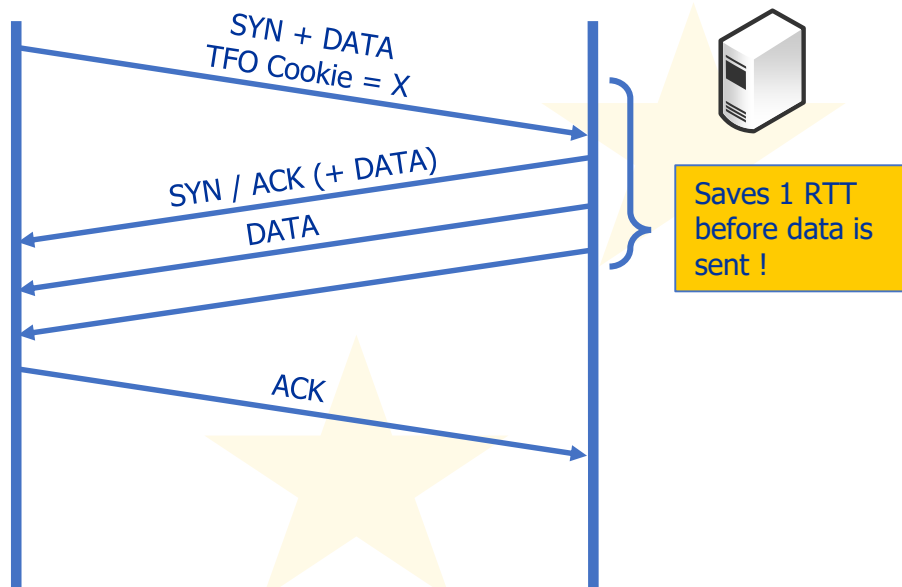 SYN + DATA
TFO Cookie = X
SYN / ACK (+ DATA)
DATA
Saves 1 RTT
before data is
sent !
ACK